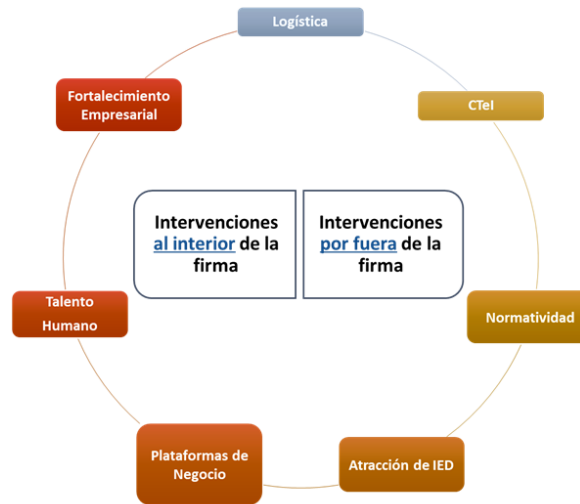 Logística
CTeI
Normatividad
Atracción de IED
Plataformas de
Negocio
Talento
Humano
Fortalecimiento
Empresarial
Intervenciones
al interior de la
firma
Intervenciones
por fuera de la
firma